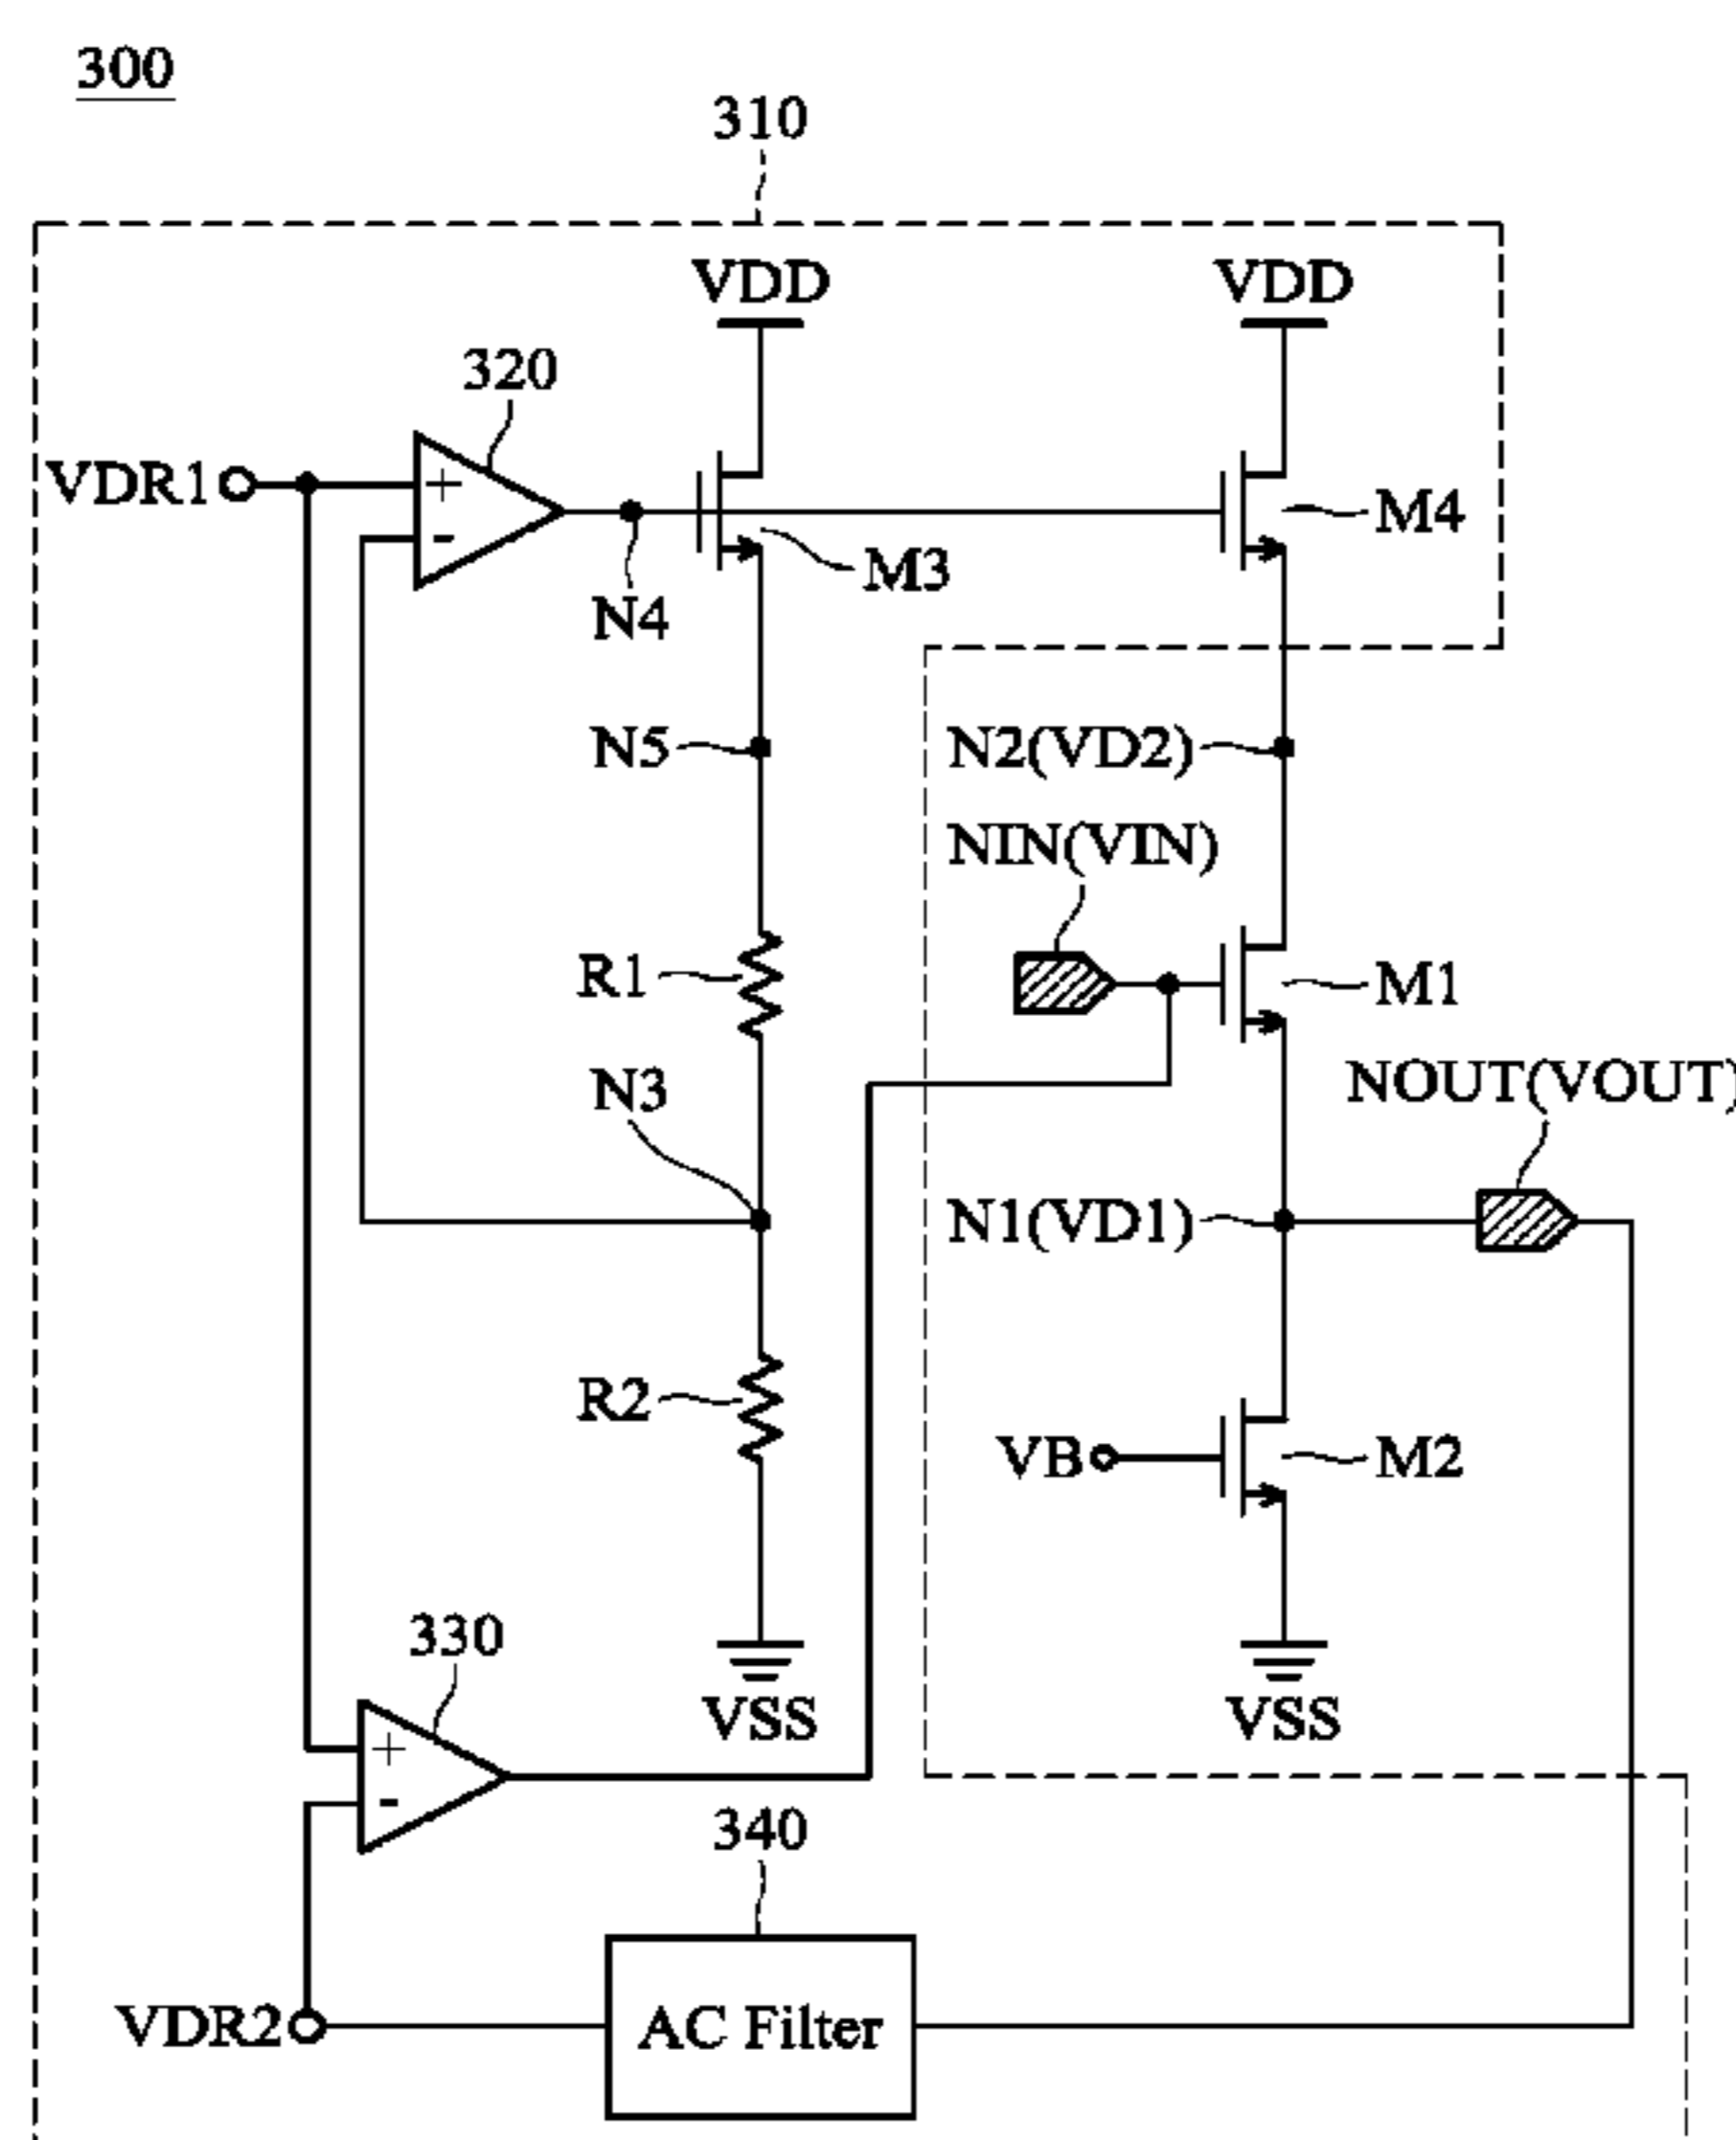 300
310
VDD
VDD
320
VDR1
+
-
M4
M3
N4
N5
N2(VD2)
NIN(VIN)
R1
M1
N3
NOUT(VOUT)
N1(VD1)
R2
VB
M2
330
VSS
VSS
+
-
340
VDR2
AC Filter